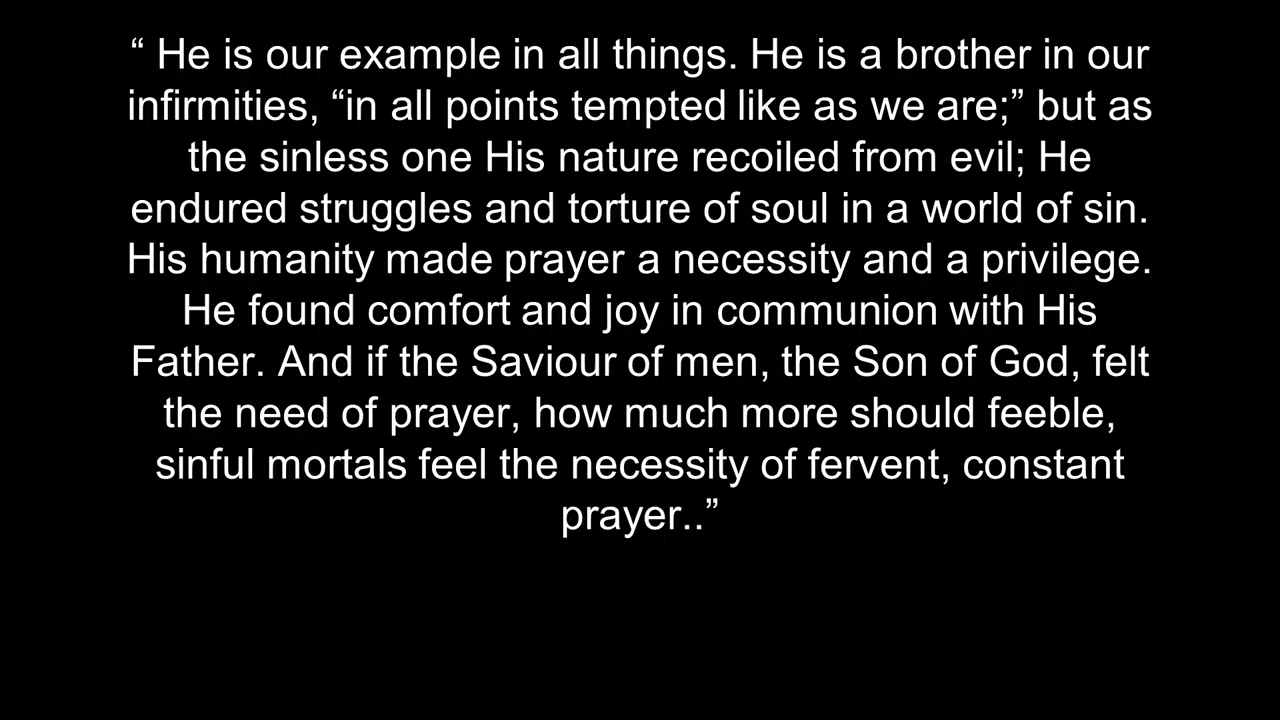 “ He is our example in all things. He is a brother in our
infirmities, “in all points tempted like as we are;” but as
the sinless one His nature recoiled from evil; He
endured struggles and torture of soul in a world of sin.
His humanity made prayer a necessity and a privilege.
He found comfort and joy in communion with His
Father. And if the Saviour of men, the Son of God, felt
the need of prayer, how much more should feeble,
sinful mortals feel the necessity of fervent, constant
prayer..”